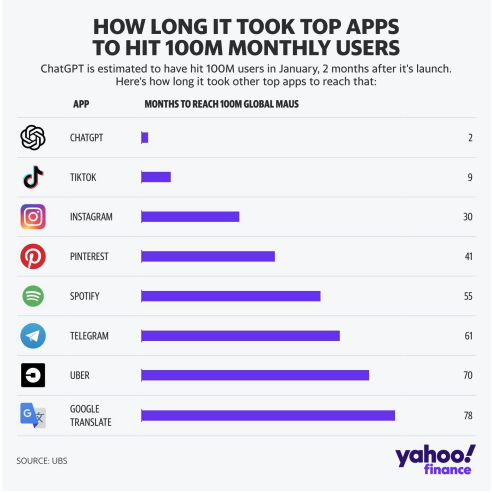 HOW LONG IT TOOK TOP APPS
TO HIT 100M MONTHLY USERS
ChatGPT is estimated to have hit 100M users in January, 2 months after it's launch.
Here's how long it took other top apps to reach that:
APP MONTHS TO REACH 100M GLOBAL MAUS
CHATGPT 2
TIKTOK 9
INSTAGRAM 30
PINTEREST 41
SPOTIFY 55
TELEGRAM 61
UBER 70
G 文
GOOGLE
TRANSLATE 78
SOURCE: UBS
yahoo!
finance